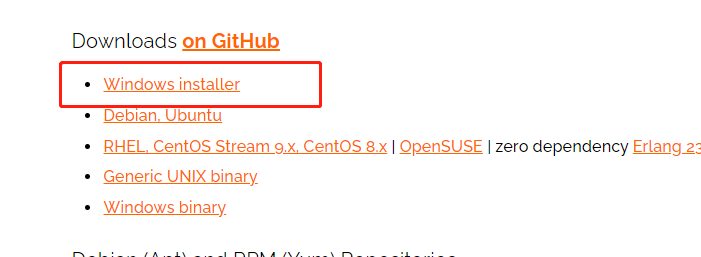 Downloads on GitHub
Windows installer
Debian, Ubuntu
RHEL, CentOS Stream 9.x, CentOS 8.x | OpenSUSE | zero dependency Erlang 23
Generic UNIX binary
Windows binary
Debian (Apt) and RPM (Yum) Repositories